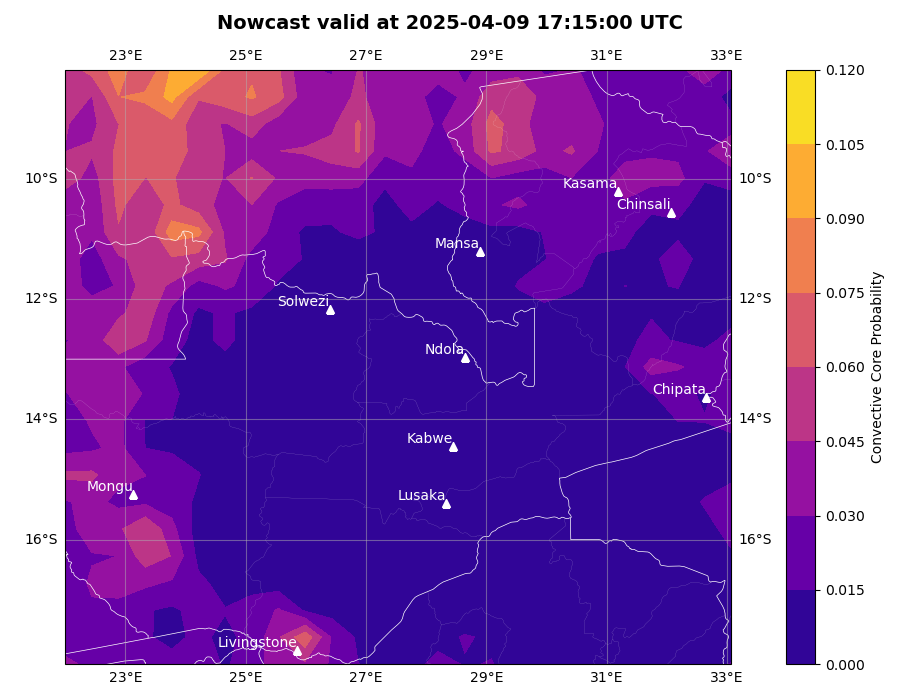 Nowcast valid at 2025-04-09 17:15:00 UTC
23°E 25°E 27°E 29°E 31°E 33°E
0.120
0.105
10°S Kasama 10°S
Chinsali
0.090
Mansa
12°S 12°S
Solwezi
0.075
Ndola
0.060
Chipata
14°S 14°S
Kabwe
0.045
Mongu
Lusaka
0.030
16°S 16°S
0.015
Livingstone
0.000
23°E 25°E 27°E 29°E 31°E 33°E
Convective Core Probability